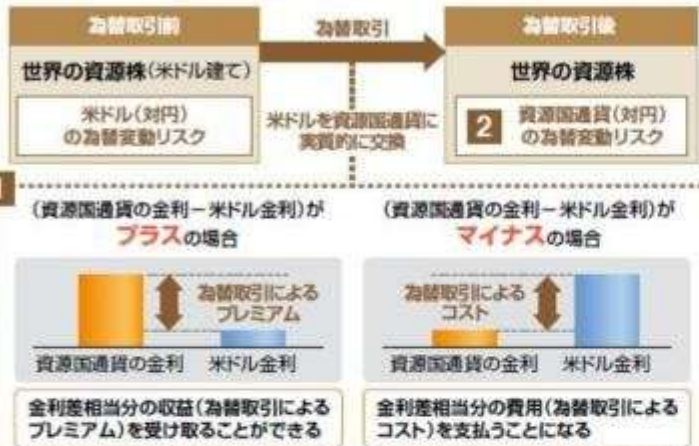 為替取引前
為替取引
為替取引後
世界の資源株(米ドル建て)
世界の資源株
米ドル(対円)
の為替変動リスク
米ドルを資源国通貨に
実質的に交換
2
資源国通貨(対円)
の為替変動リスク
(資源国通貨の金利-米ドル金利)が
プラスの場合
(資源国通貨の金利-米ドル金利)が
マイナスの場合
為替取引による
プレミアム
資源国通貨の金利
米ドル金利
為替取引による
コスト
資源国通貨の金利
米ドル金利
金利差相当分の収益(為替取引による
プレミアム)を受け取ることができる
金利差相当分の費用(為替取引による
コスト)を支払うことになる